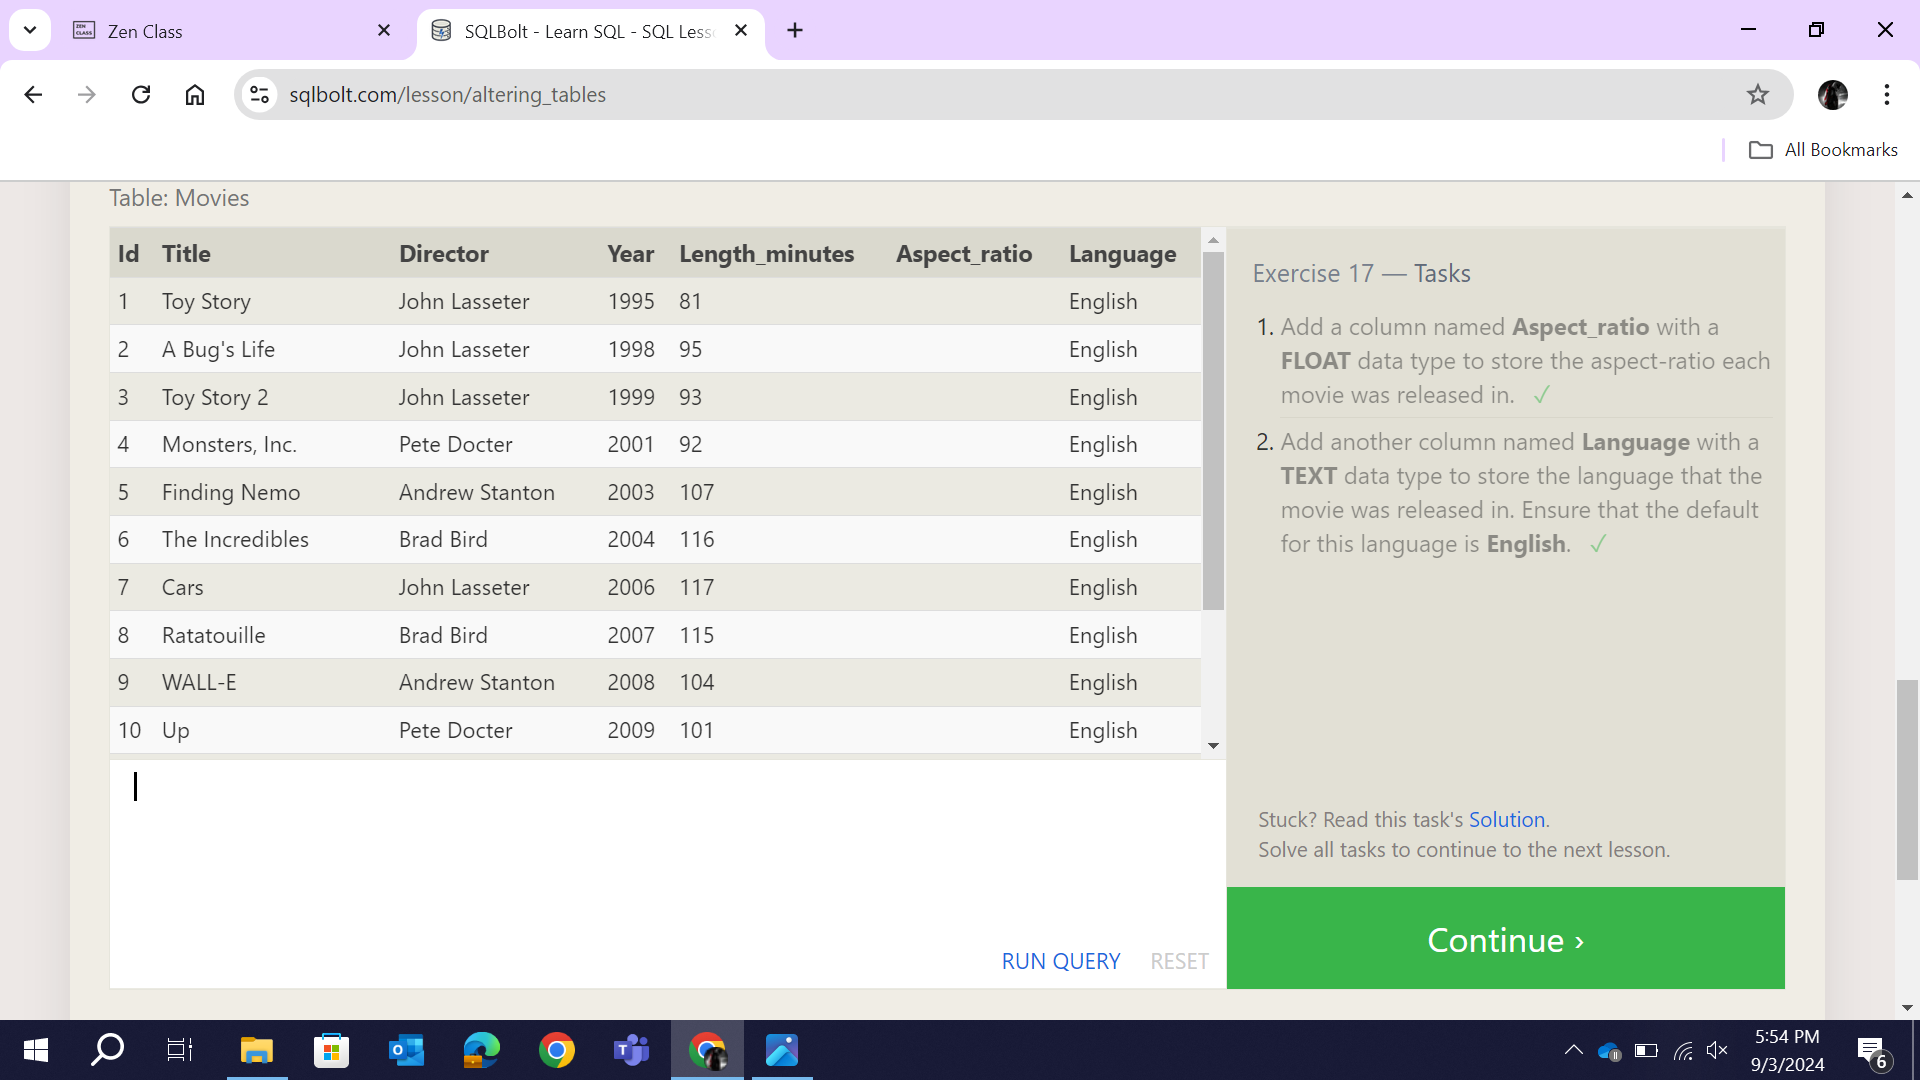 Zen Class
SQLBolt - Learn SQL - SQL Less
sqlbolt.com/lesson/altering_tables
All Bookmarks
Table: Movies
Id Title Director Year Length_minutes Aspect_ratio Language
1 Toy Story John Lasseter 1995 81 English
2 A Bug's Life John Lasseter 1998 95 English
3 Toy Story 2 John Lasseter 1999 93 English
4 Monsters, Inc. Pete Docter 2001 92 English
5 Finding Nemo Andrew Stanton 2003 107 English
6 The Incredibles Brad Bird 2004 116 English
7 Cars John Lasseter 2006 117 English
8 Ratatouille Brad Bird 2007 115 English
9 WALL-E Andrew Stanton 2008 104 English
10 Up Pete Docter 2009 101 English
RUN QUERY RESET
Exercise 17 — Tasks
1. Add a column named Aspect_ratio with a
FLOAT data type to store the aspect-ratio each
movie was released in. ✓
2. Add another column named Language with a
TEXT data type to store the language that the
movie was released in. Ensure that the default
for this language is English. ✓
Stuck? Read this task's Solution.
Solve all tasks to continue to the next lesson.
Continue ›
5:54 PM
9/3/2024
6